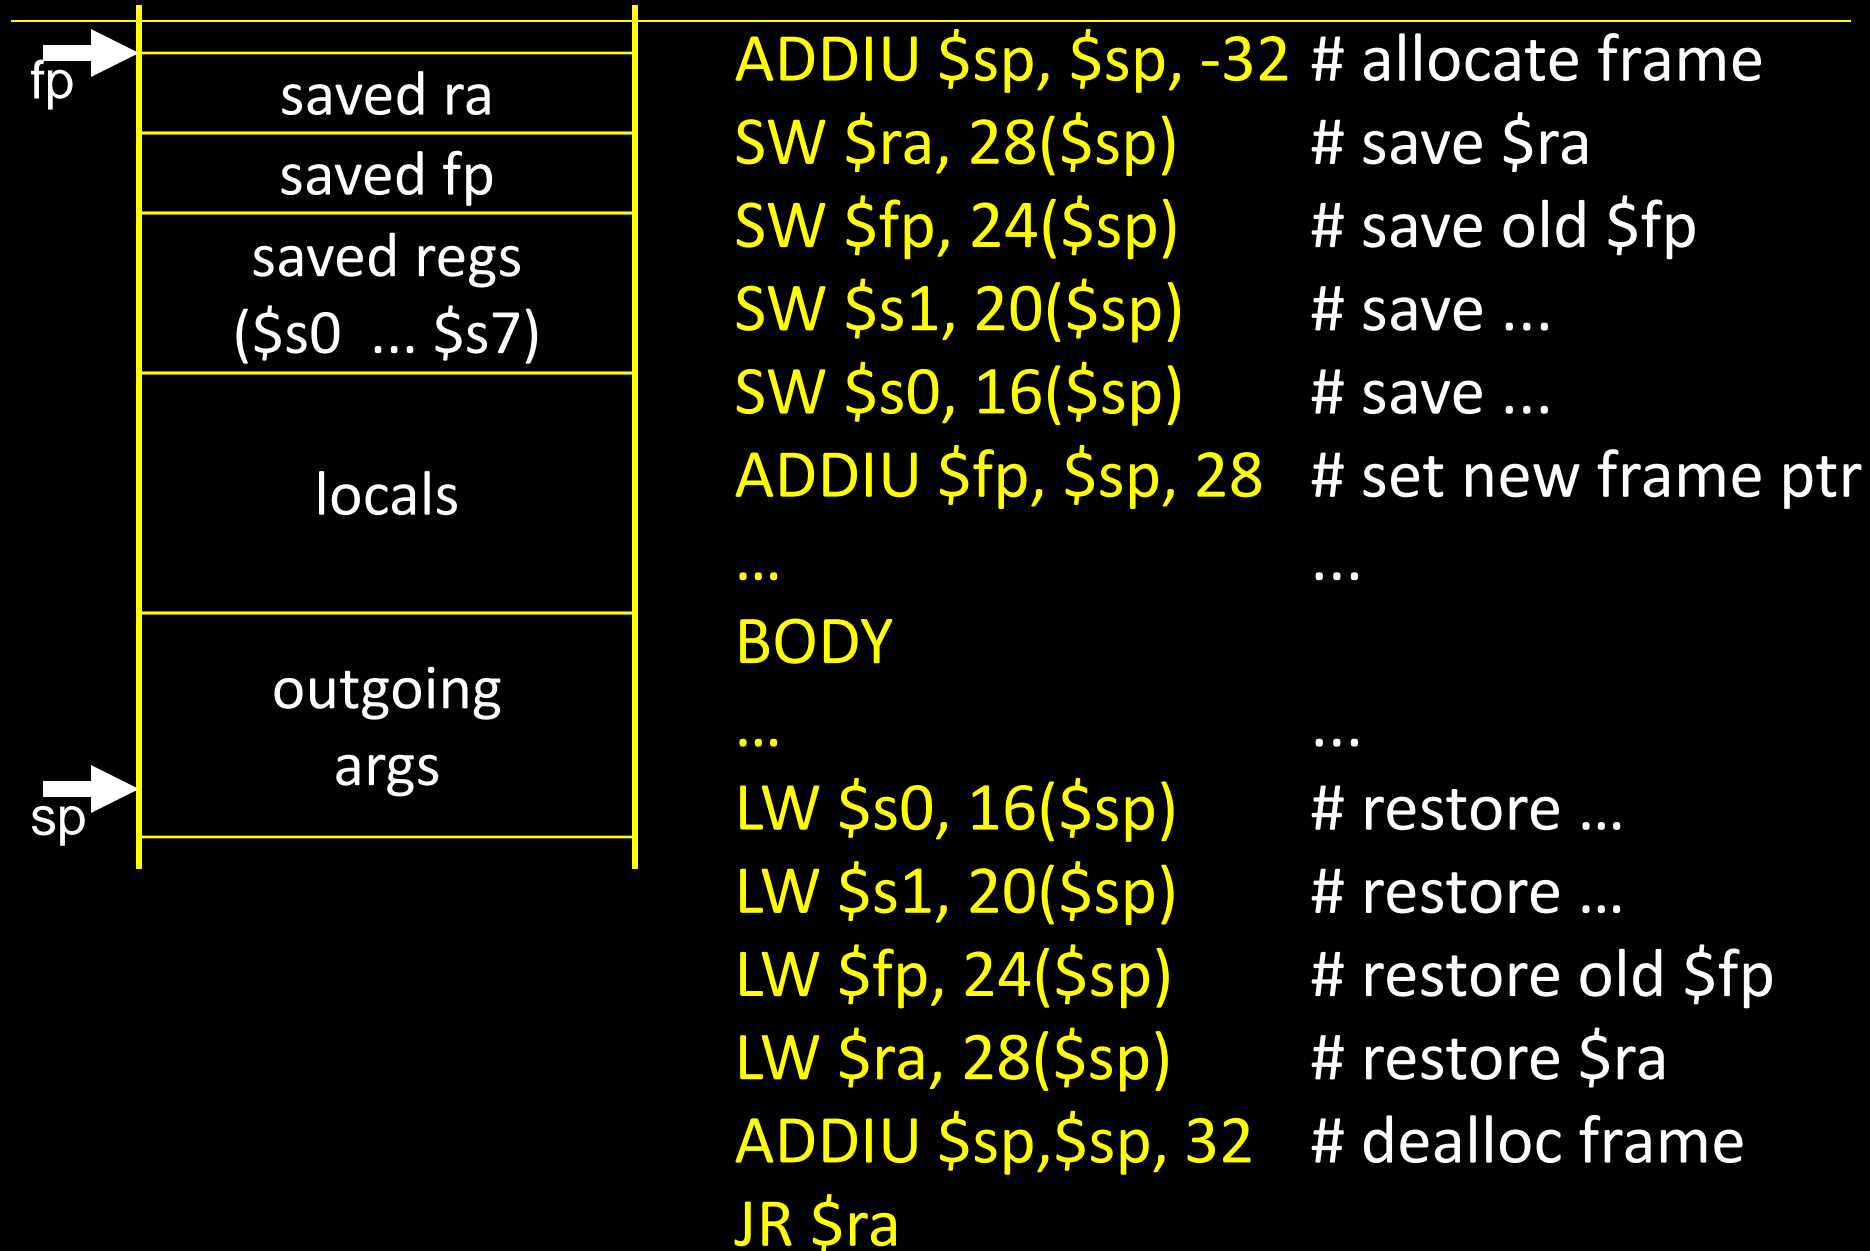 fp
saved ra
saved fp
saved regs
($s0 ... $s7)
locals
outgoing
args
sp
ADDIU $sp, $sp, -32 # allocate frame
SW $ra, 28($sp) # save $ra
SW $fp, 24($sp) # save old $fp
SW $s1, 20($sp) # save ...
SW $s0, 16($sp) # save ...
ADDIU $fp, $sp, 28 # set new frame ptr
... ...
BODY
... ...
LW $s0, 16($sp) # restore ...
LW $s1, 20($sp) # restore ...
LW $fp, 24($sp) # restore old $fp
LW $ra, 28($sp) # restore $ra
ADDIU $sp,$sp, 32 # dealloc frame
JR $ra